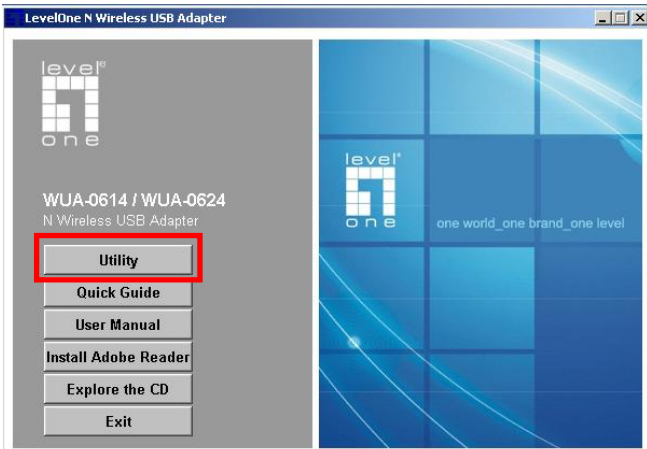 LevelOne N Wireless USB Adapter
level®
one
WUA-0614 / WUA-0624
N Wireless USB Adapter
Utility
Quick Guide
User Manual
Install Adobe Reader
Explore the CD
Exit
level®
one
one world_one brand_one level